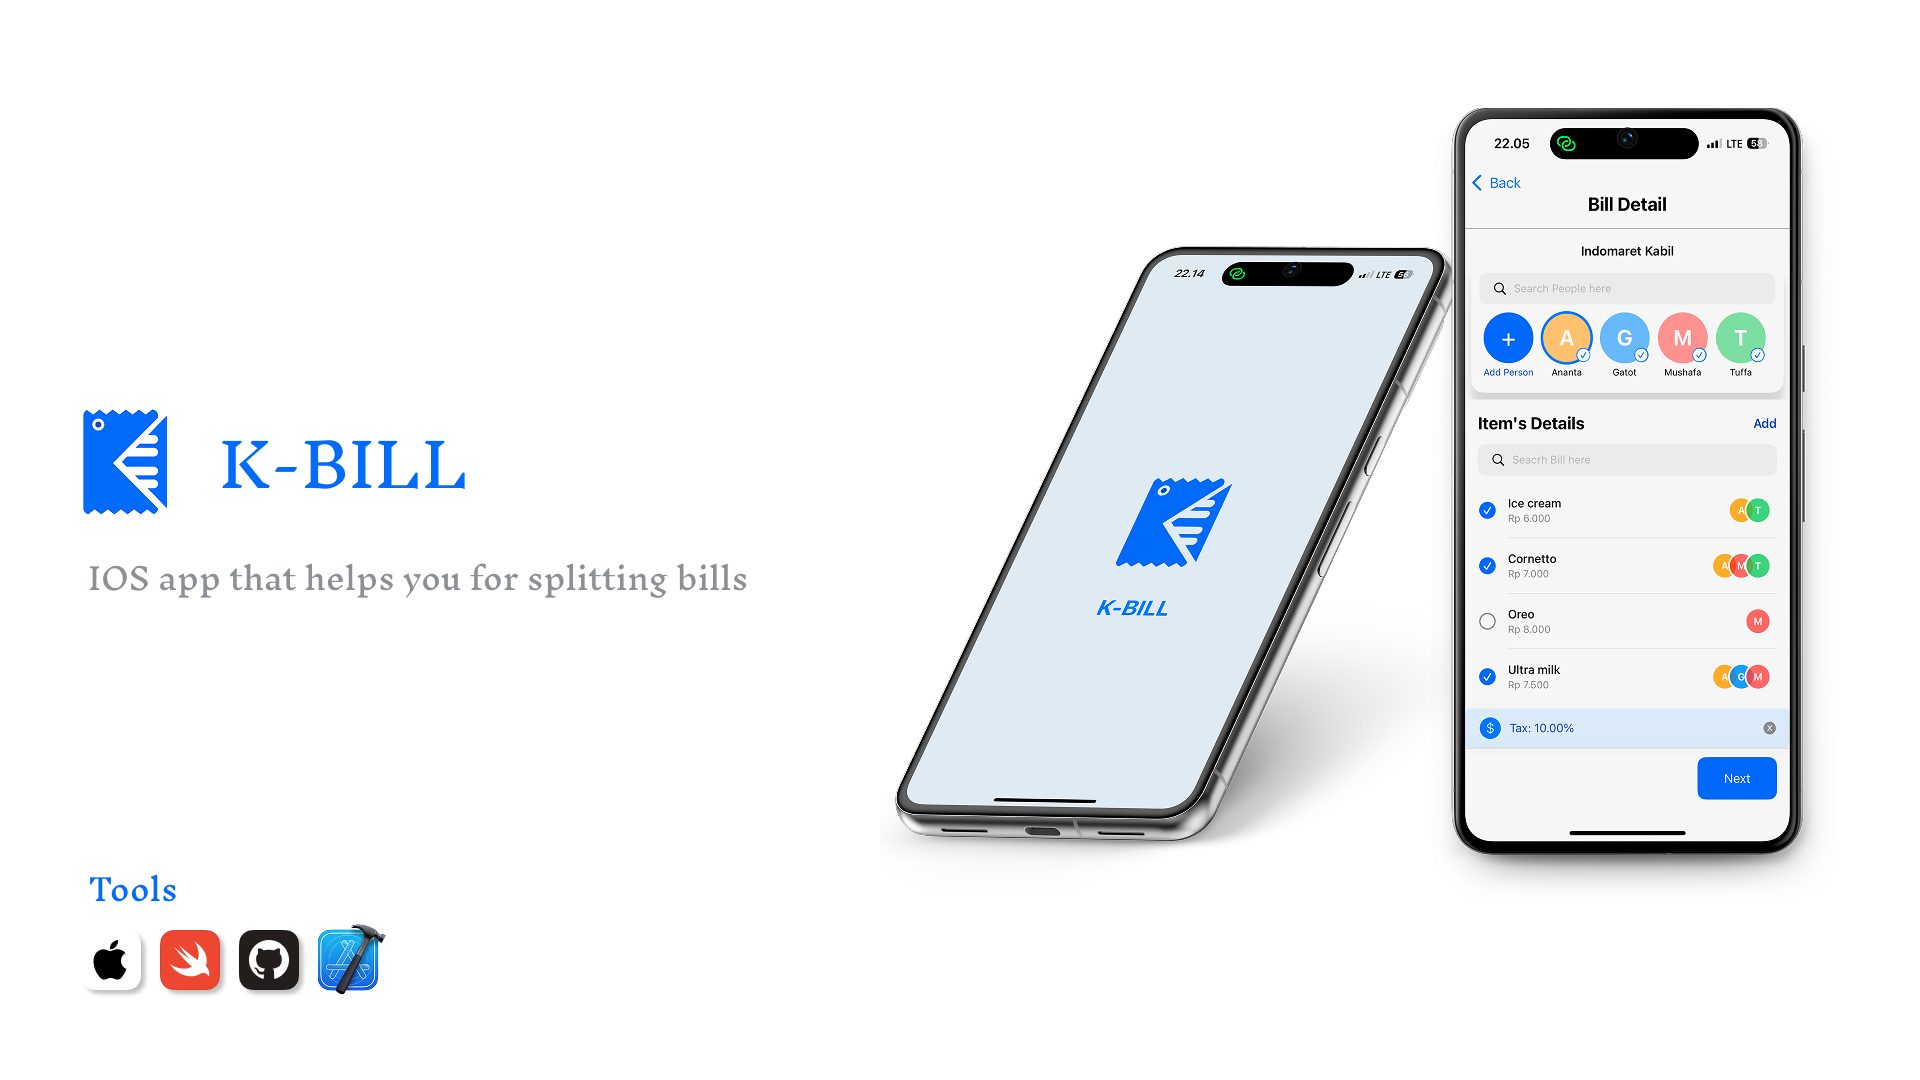 K-BILL
IOS app that helps you for splitting bills
Tools
22.14
LTE
K-BILL
22.05
LTE
Back
Bill Detail
Indomaret Kabil
Search People here
+ A G M T
Add Person Ananta Gatot Mushafa Tuffa
Item's Details Add
Seacrh Bill here
Ice cream
Rp 6.000
A T
Cornetto
Rp 7.000
A M T
Oreo
Rp 8.000
M
Ultra milk
Rp 7.500
A G M
$ Tax: 10.00% X
Next